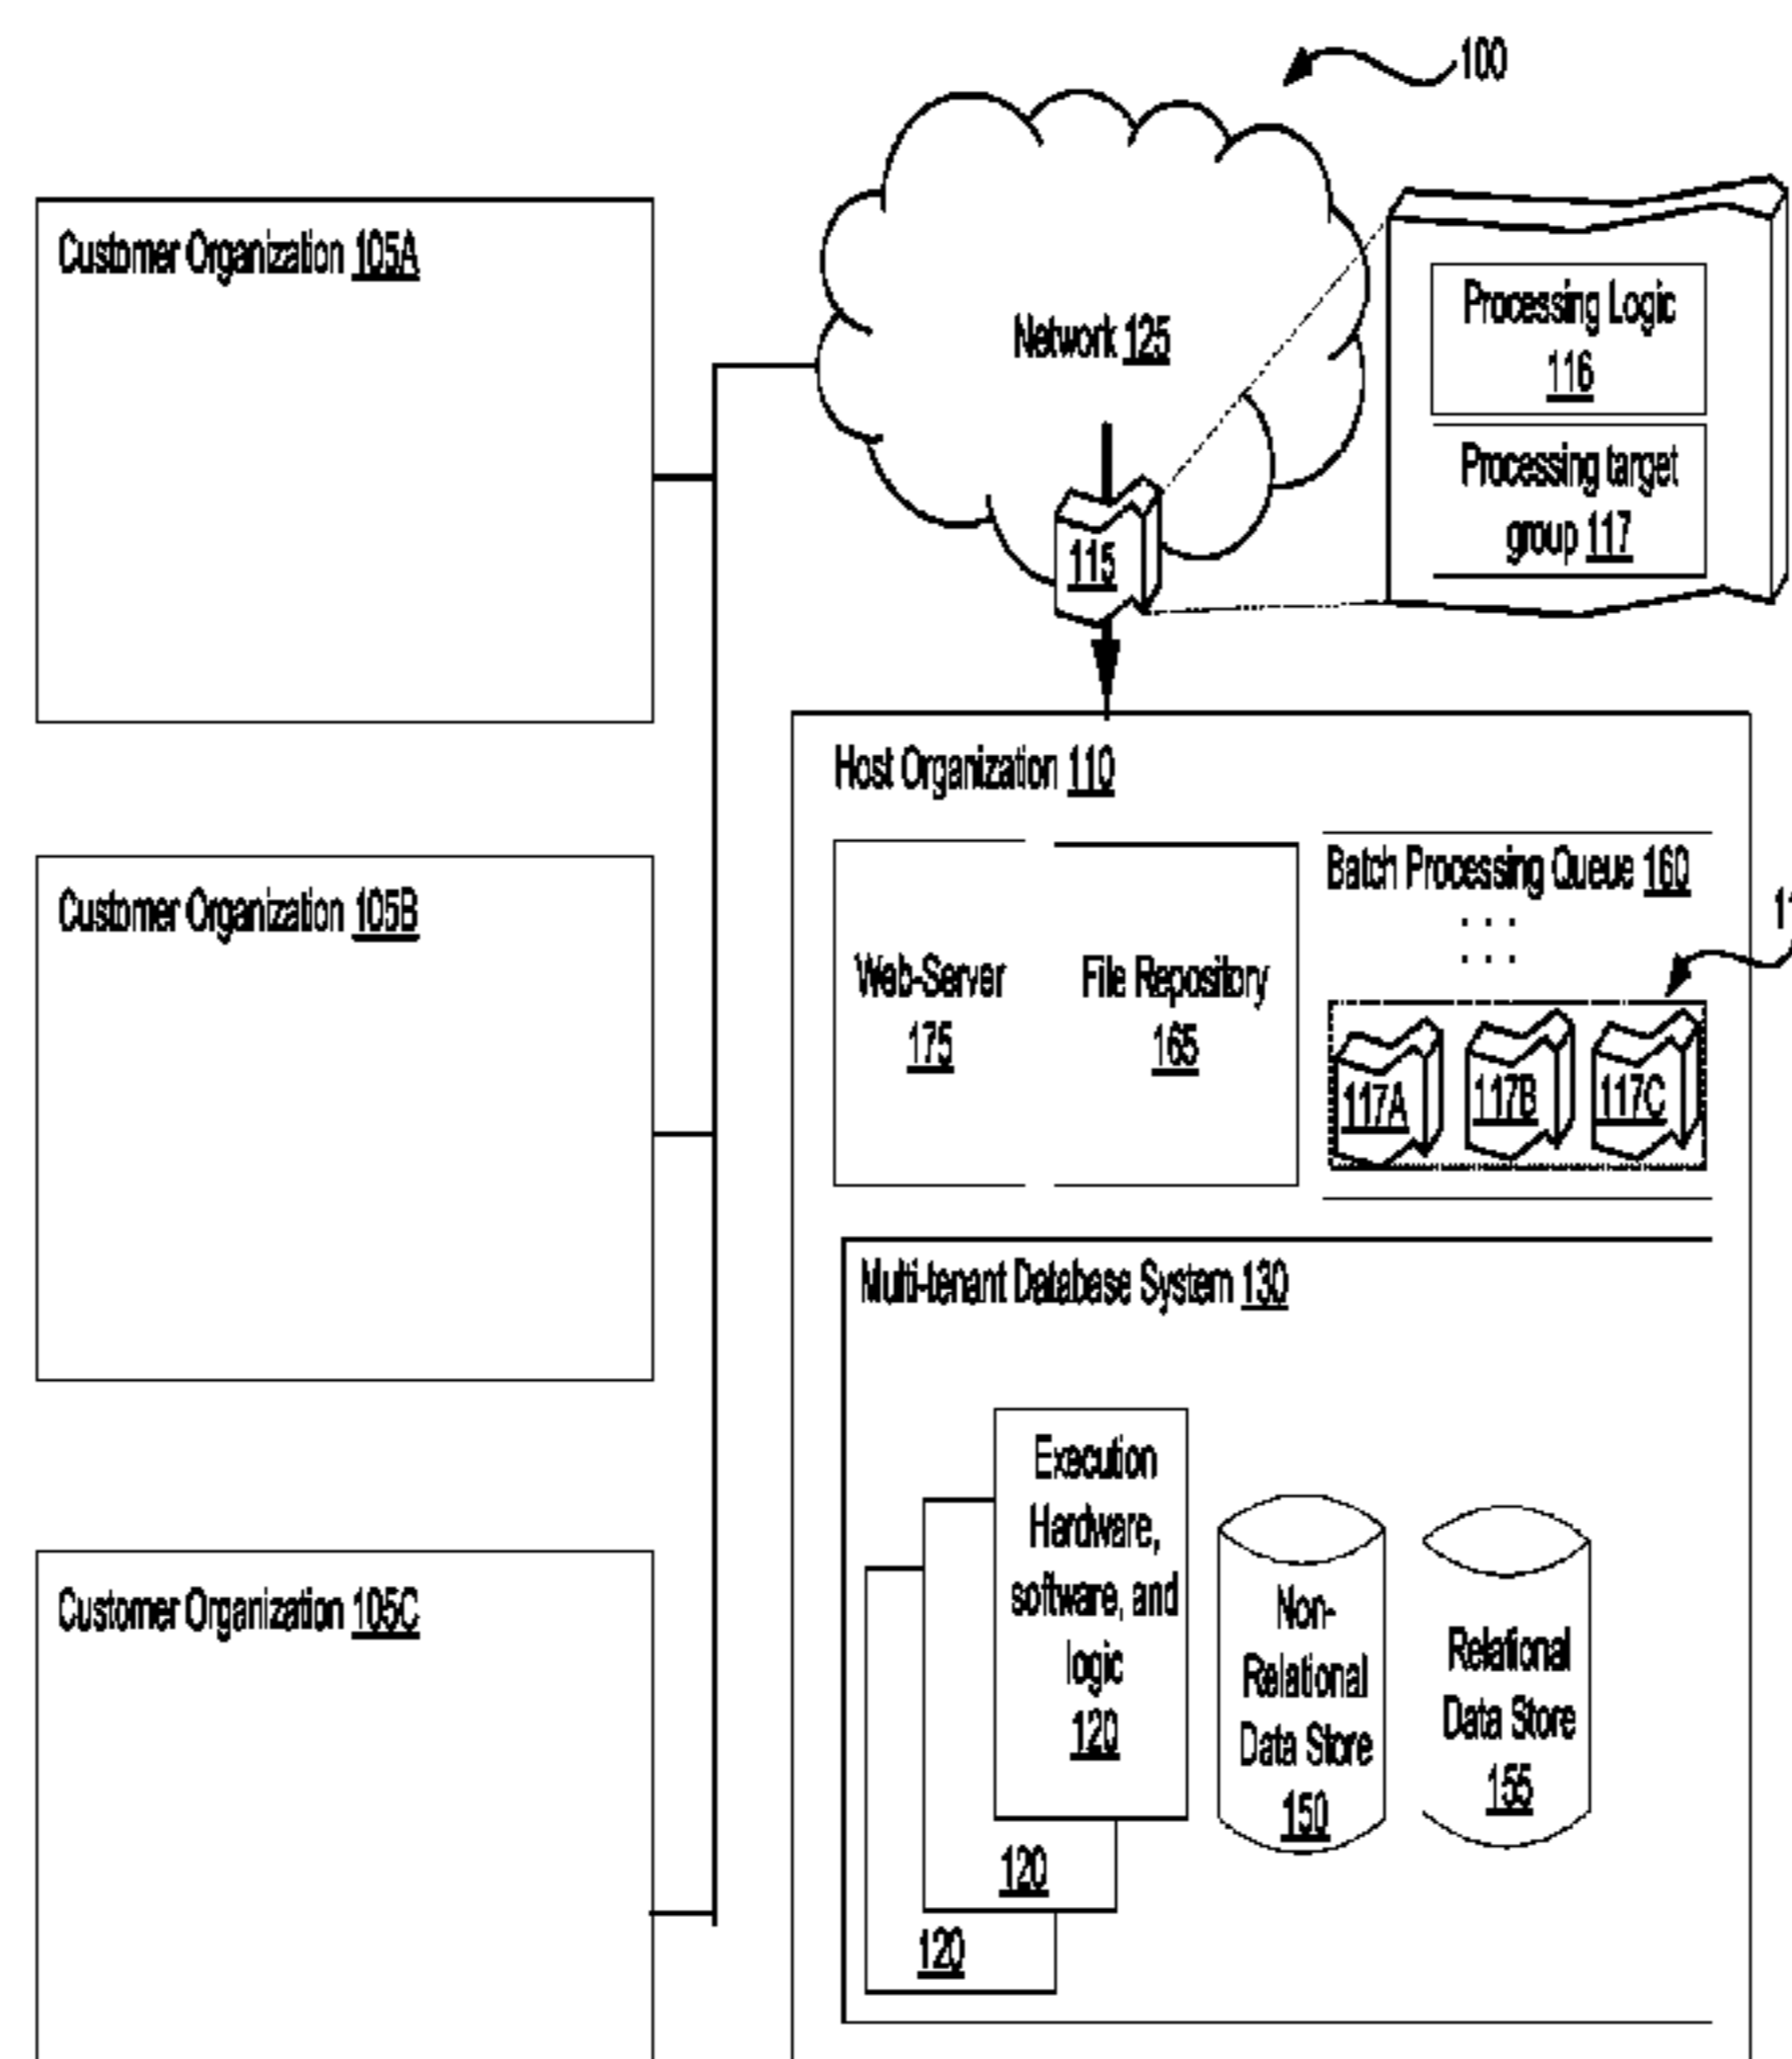 100
Customer Organization 105A
Network 125
Processing Logic
116
Processing target
group 117
115
Host Organization 110
Customer Organization 105B
Batch Processing Queue 160
. . .
. . .
Web-Server
175
File Repository
165
117A
117B
117C
Multi-tenant Database System 130
Execution
Hardware,
software, and
logic
120
120
120
Non-
Relational
Data Store
150
Relational
Data Store
155
Customer Organization 105C